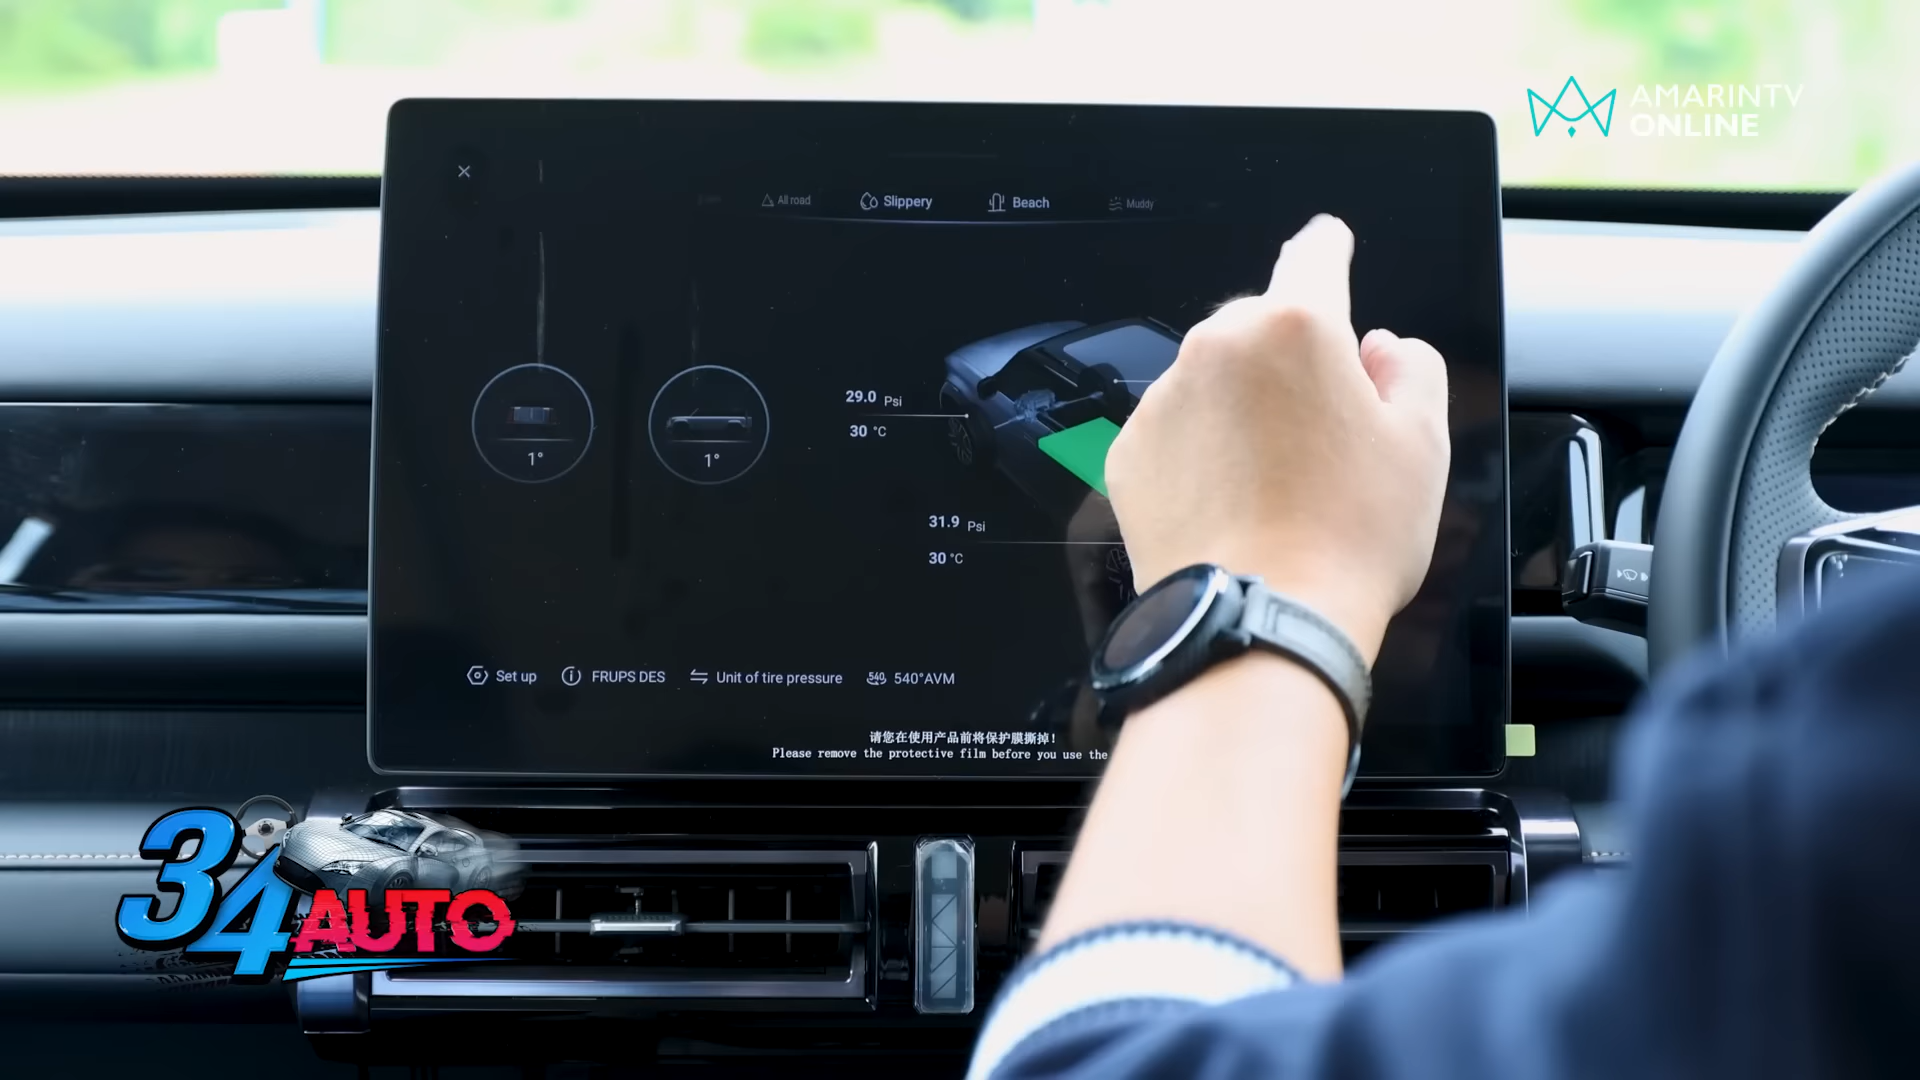 AMARINTV
ONLINE
All road
Slippery
Beach
Muddy
29.0 Psi
30 °C
1°
1°
31.9 Psi
30 °C
Set up
FRUPS DES
Unit of tire pressure
540
540°AVM
请您在使用产品前将保护膜撕掉!
Please remove the protective film before you use the
34
AUTO